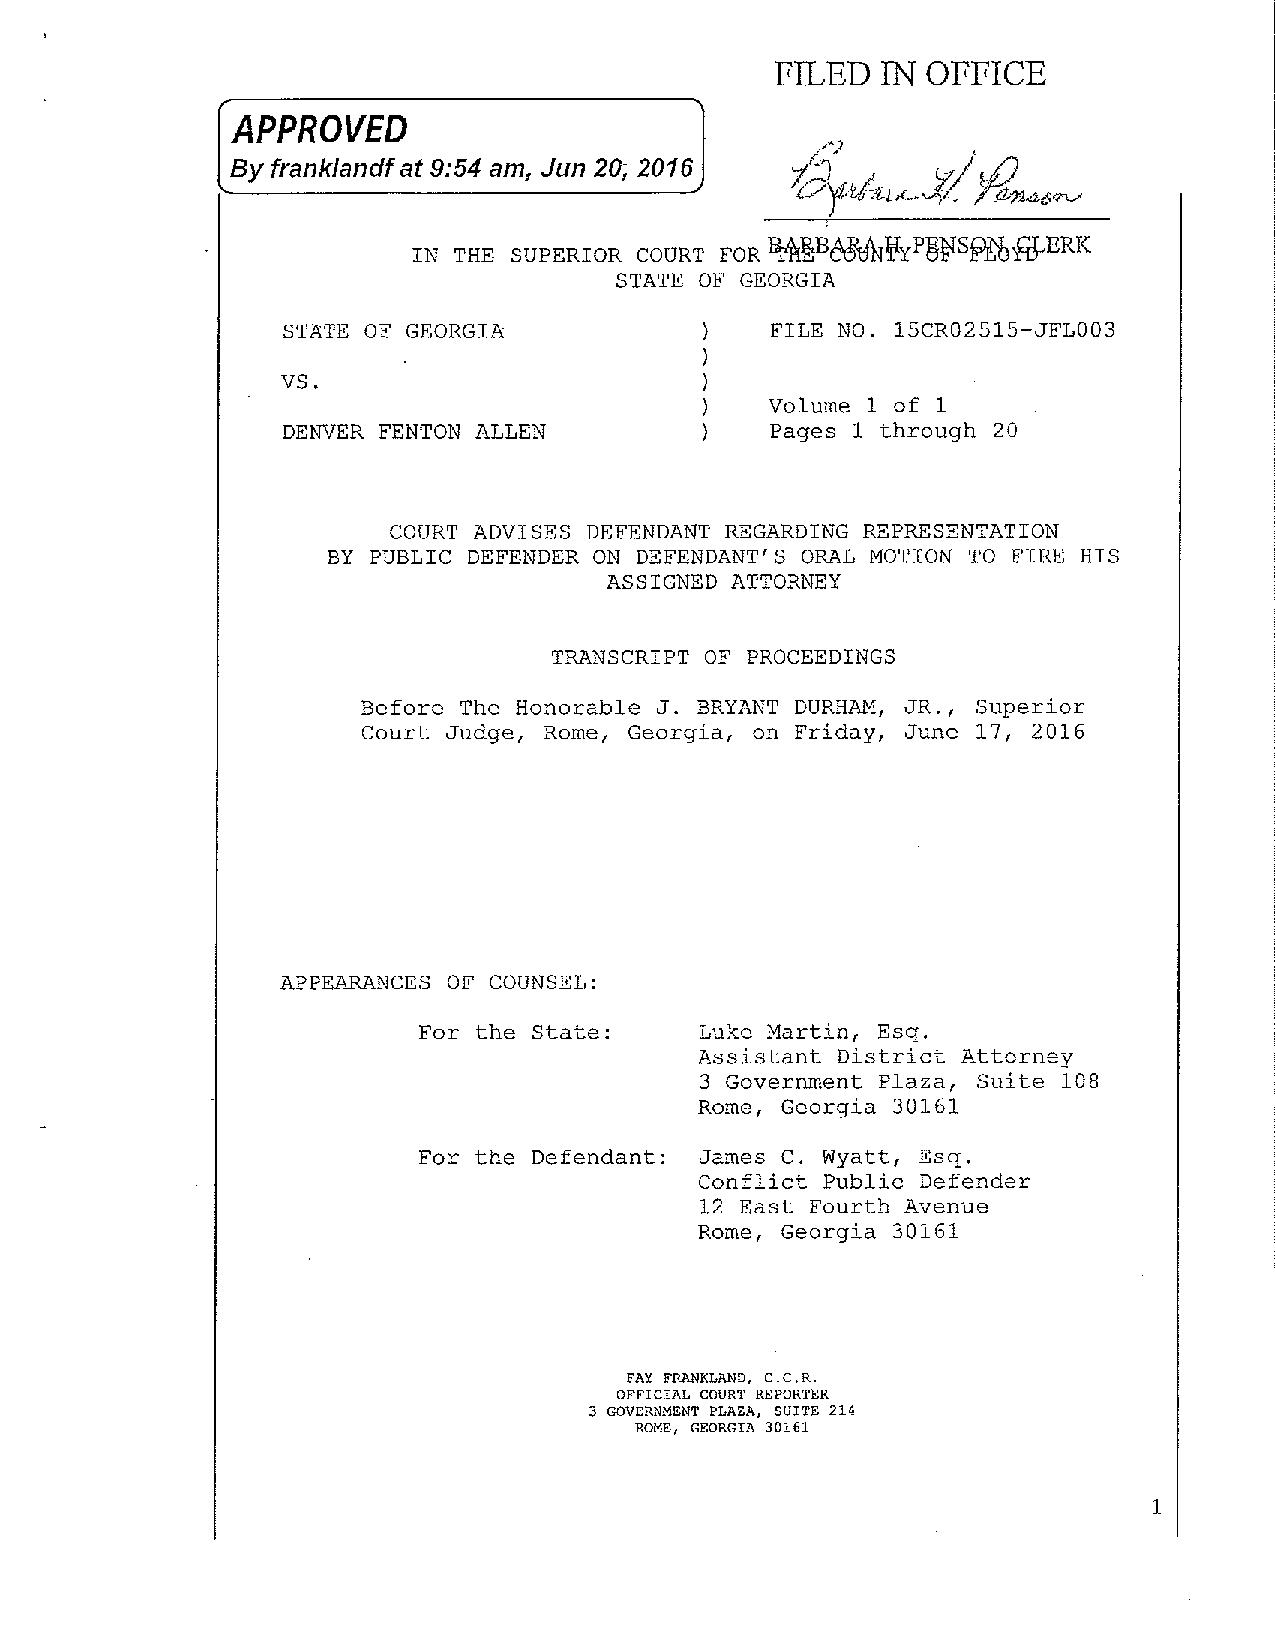 FILED IN OFFICE
APPROVED
By franklandf at 9:54 am, Jun 20, 2016
Barbara H. Penson
BARBARA H. PENSON, CLERK
IN THE SUPERIOR COURT FOR THE COUNTY OF FLOYD
STATE OF GEORGIA
STATE OF GEORGIA ) FILE NO. 15CR02515-JFL003
)
VS. )
) Volume 1 of 1
DENVER FENTON ALLEN ) Pages 1 through 20
COURT ADVISES DEFENDANT REGARDING REPRESENTATION
BY PUBLIC DEFENDER ON DEFENDANT'S ORAL MOTION TO FIRE HIS
ASSIGNED ATTORNEY
TRANSCRIPT OF PROCEEDINGS
Before The Honorable J. BRYANT DURHAM, JR., Superior
Court Judge, Rome, Georgia, on Friday, June 17, 2016
APPEARANCES OF COUNSEL:
For the State: Luke Martin, Esq.
Assistant District Attorney
3 Government Plaza, Suite 108
Rome, Georgia 30161
For the Defendant: James C. Wyatt, Esq.
Conflict Public Defender
12 East Fourth Avenue
Rome, Georgia 30161
FAY FRANKLAND, C.C.R.
OFFICIAL COURT REPORTER
3 GOVERNMENT PLAZA, SUITE 214
ROME, GEORGIA 30161
1